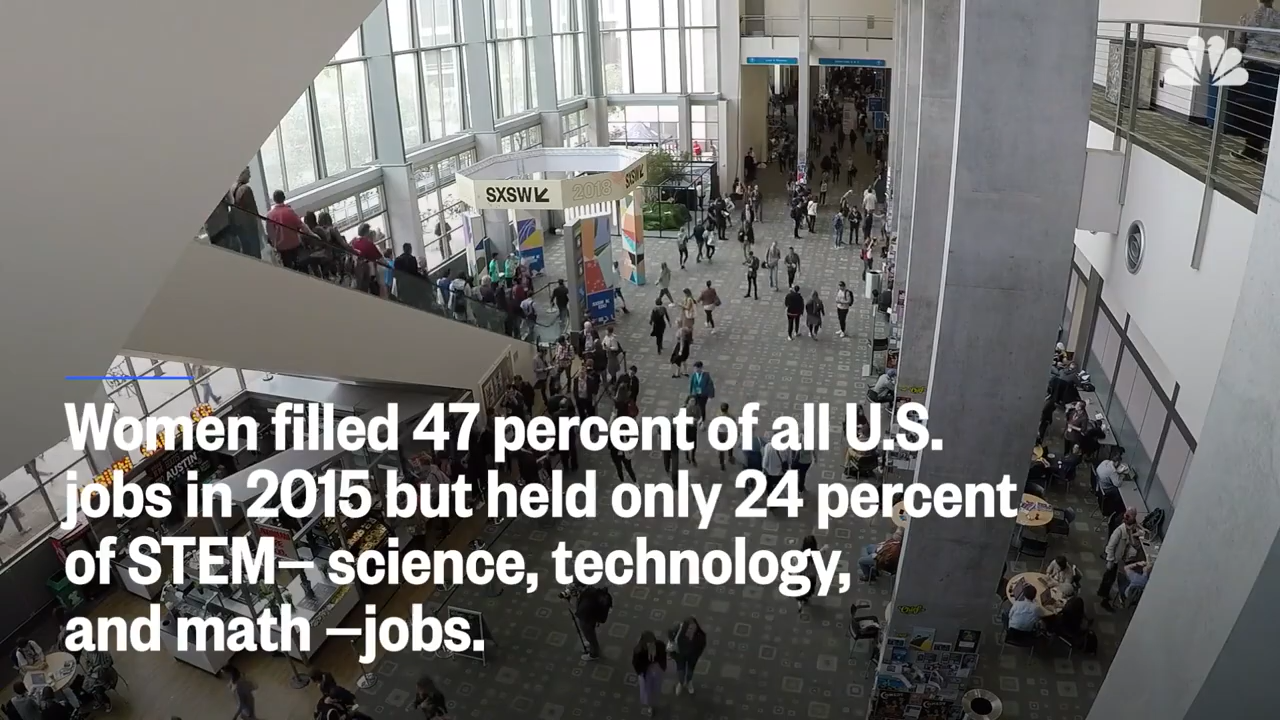 SXSW
2018
SXSW
AUSTIN
Women filled 47 percent of all U.S.
jobs in 2015 but held only 24 percent
of STEM— science, technology,
and math —jobs.